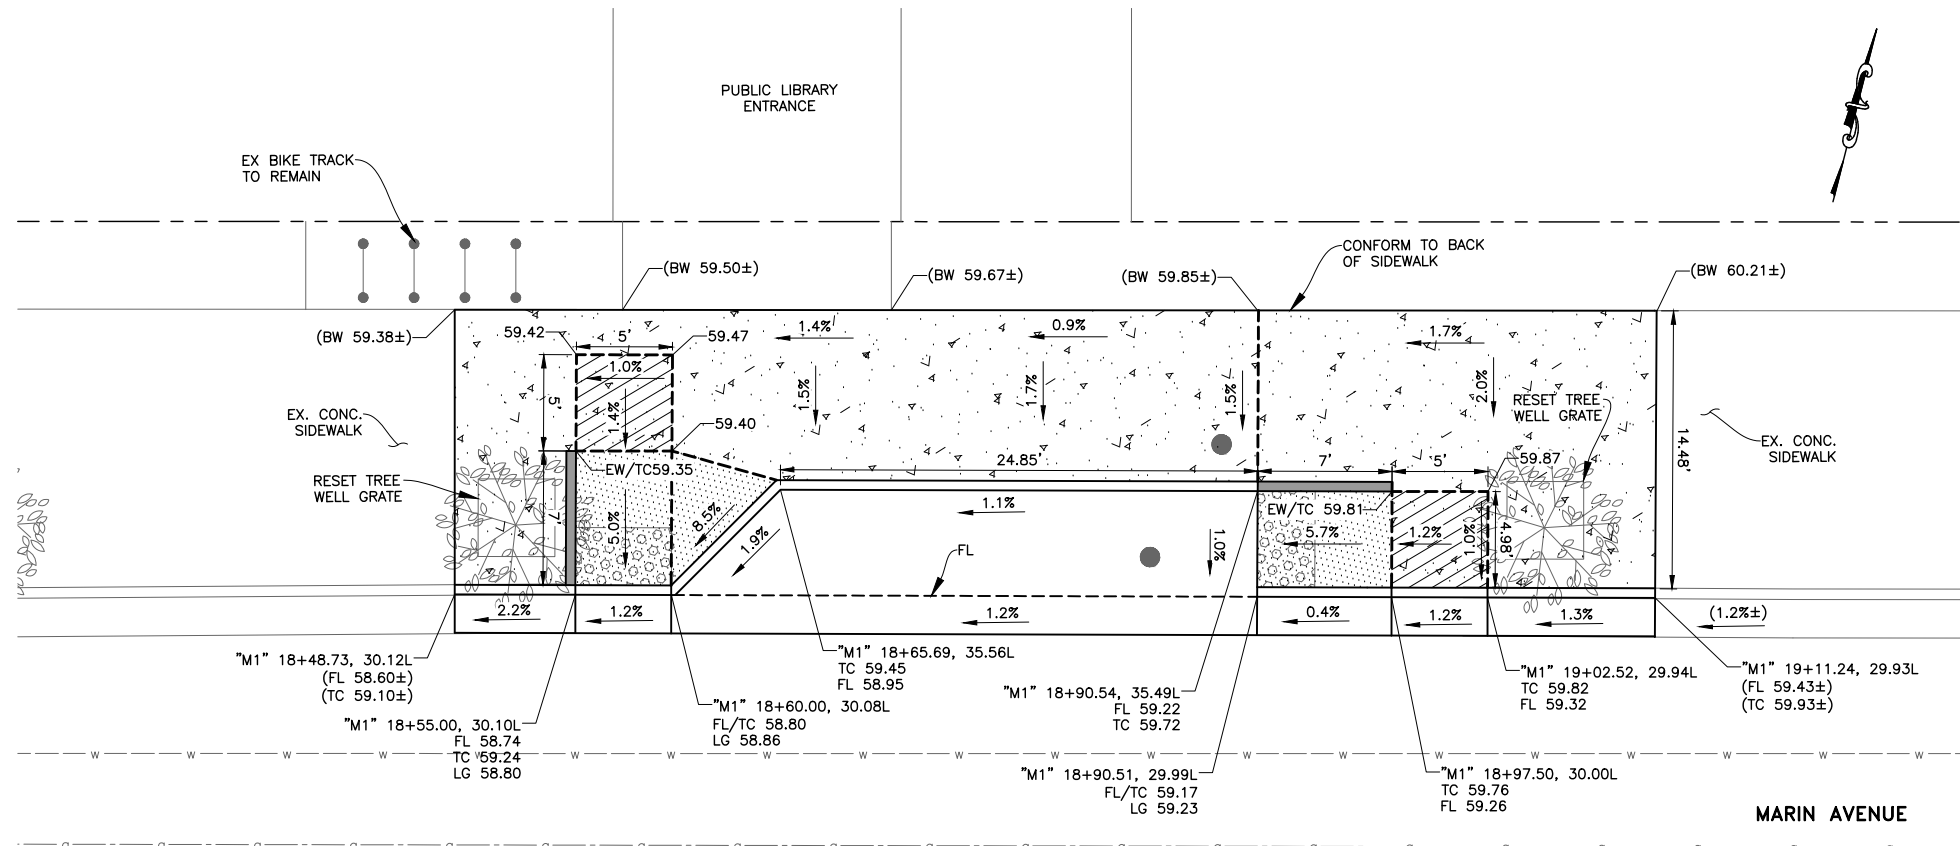 PUBLIC LIBRARY
ENTRANCE
EX BIKE TRACK
TO REMAIN
CONFORM TO BACK
OF SIDEWALK
(BW 59.50±)
(BW 59.67±)
(BW 59.85±)
(BW 60.21±)
(BW 59.38±)
59.42
5'
59.47
1.4%
0.9%
1.7%
1.0%
5'
1.4%
1.5%
1.7%
1.5%
2.0%
EX. CONC.
SIDEWALK
RESET TREE
WELL GRATE
59.40
14.48'
EX. CONC.
SIDEWALK
EW/TC59.35
24.85'
7'
5'
59.87
RESET TREE
WELL GRATE
7'
5.0%
8.5%
1.9%
1.1%
FL
1.0%
EW/TC 59.81
5.7%
1.2%
1.0%
4.98'
2.2%
1.2%
1.2%
0.4%
1.2%
1.3%
(1.2%±)
"M1" 18+48.73, 30.12L
(FL 58.60±)
(TC 59.10±)
"M1" 18+65.69, 35.56L
TC 59.45
FL 58.95
"M1" 18+90.54, 35.49L
FL 59.22
TC 59.72
"M1" 19+02.52, 29.94L
TC 59.82
FL 59.32
"M1" 19+11.24, 29.93L
(FL 59.43±)
(TC 59.93±)
"M1" 18+55.00, 30.10L
FL 58.74
TC 59.24
LG 58.80
"M1" 18+60.00, 30.08L
FL/TC 58.80
LG 58.86
W W W W W W W W W W W W W W W W W W W W
"M1" 18+90.51, 29.99L
FL/TC 59.17
LG 59.23
"M1" 18+97.50, 30.00L
TC 59.76
FL 59.26
MARIN AVENUE